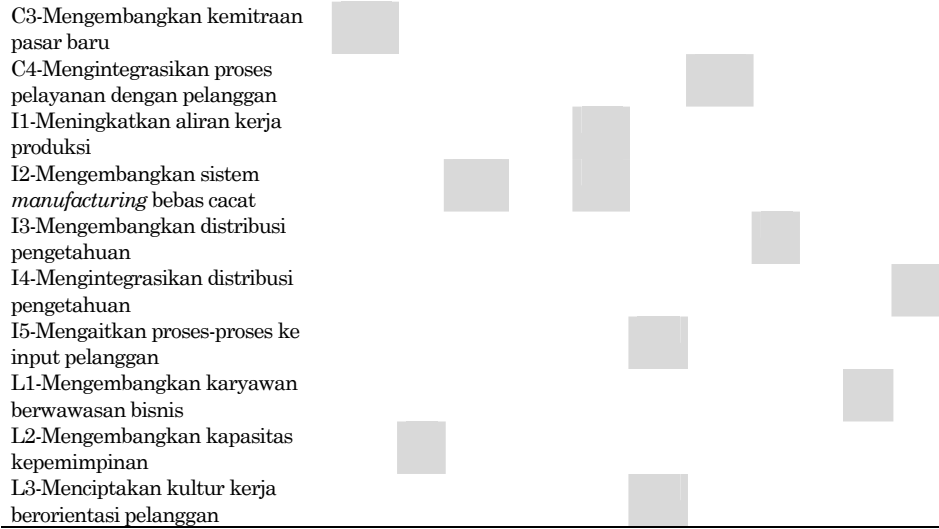 C3-Mengembangkan kemitraan
pasar baru
C4-Mengintegrasikan proses
pelayanan dengan pelanggan
I1-Meningkatkan aliran kerja
produksi
I2-Mengembangkan sistem
manufacturing bebas cacat
I3-Mengembangkan distribusi
pengetahuan
I4-Mengintegrasikan distribusi
pengetahuan
I5-Mengaitkan proses-proses ke
input pelanggan
L1-Mengembangkan karyawan
berwawasan bisnis
L2-Mengembangkan kapasitas
kepemimpinan
L3-Menciptakan kultur kerja
berorientasi pelanggan